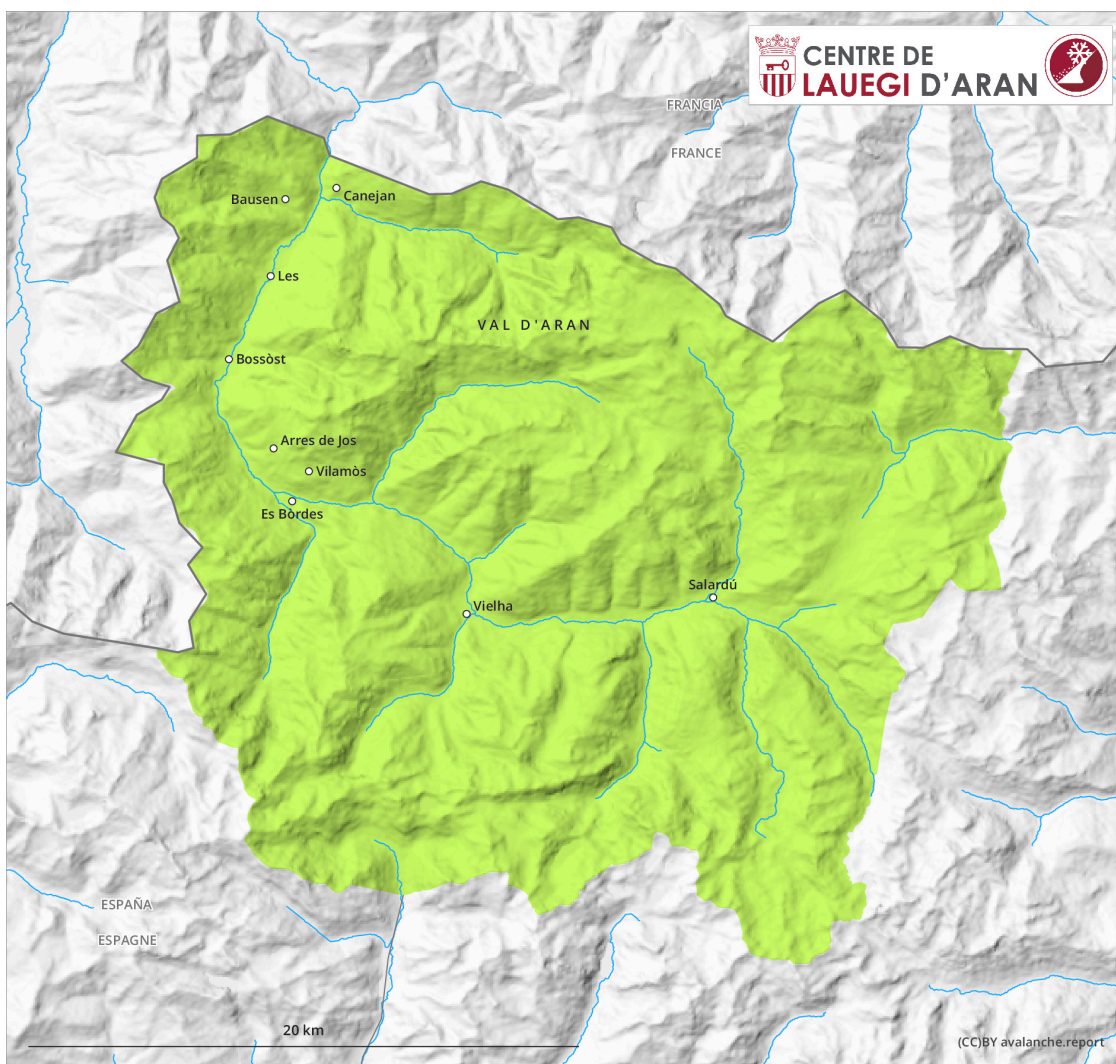 CENTRE DE
LAUEGI D'ARAN
FRANCIA
FRANCE
Bausen
Canejan
Les
VAL D'ARAN
Bossòst
Arres de Jos
Vilamòs
Es Bòrdes
Salardú
Vielha
ESPAÑA
ESPAGNE
20 km
(CC)BY avalanche.report